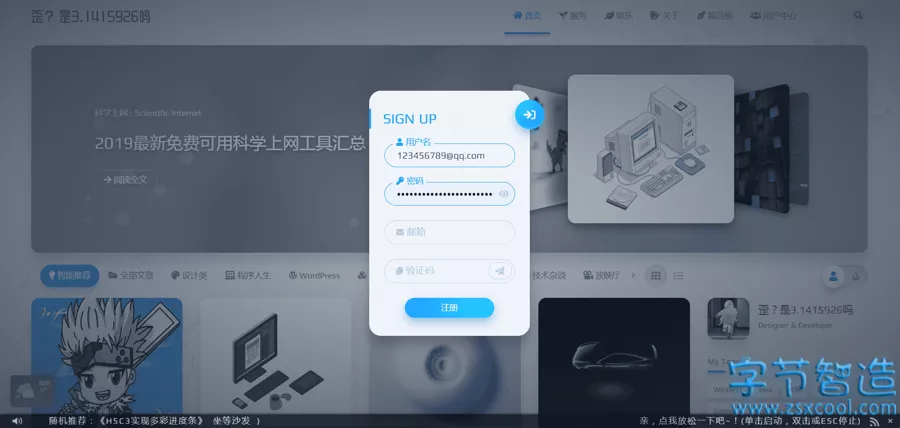 歪？是3.1415926吗
首页 服务 娱乐 关于 留言板 用户中心
科学上网 · Scientific Internet
2019最新免费可用科学上网工具汇总
阅读全文
SIGN UP
用户名
123456789@qq.com
密码
邮箱
验证码
注册
智能推荐 全部文章 设计类 程序人生 WordPress 技术杂谈 放映厅
歪？是3.1415926吗
Designer & Developer
字节智造
www.zsxcool.com
随机推荐：《H5C3实现多彩进度条》 坐等沙发 )
亲，点我放松一下吧~！(单击启动，双击或ESC停止)